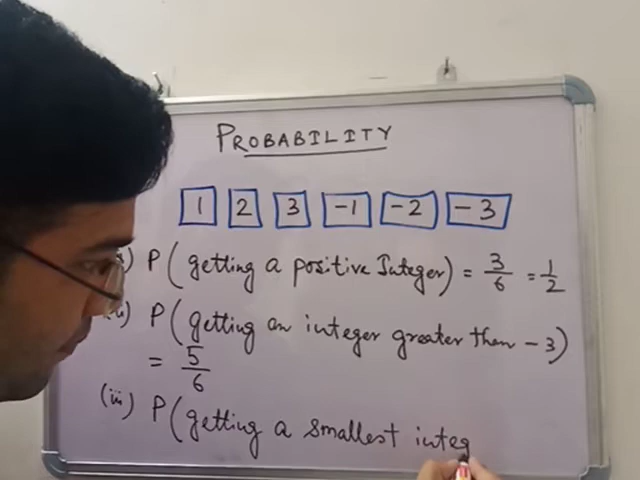 PROBABILITY
1 2 3 -1 -2 -3
P (getting a positive Integer) = 3/6 = 1/2
P (getting an integer greater than -3)
= 5/6
(iii) P (getting a smallest integ